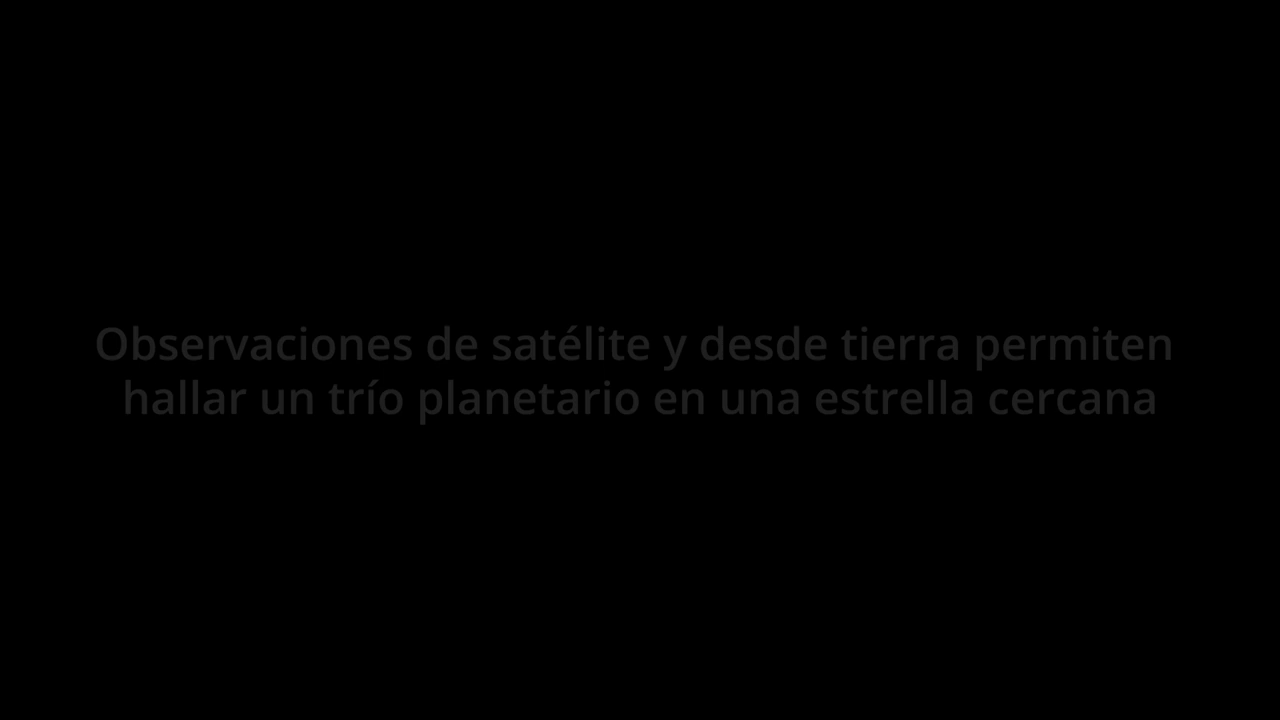 Observaciones de satélite y desde tierra permiten
hallar un trío planetario en una estrella cercana